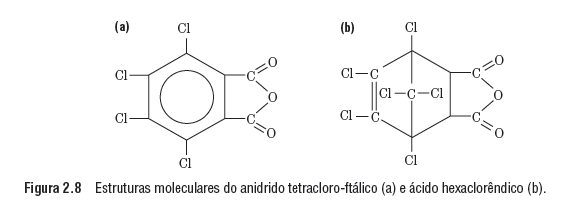 (a)
Cl
Cl
Cl
Cl
C
O
O
C
O
(b)
Cl
Cl – C
Cl – C – Cl
Cl – C
Cl
C
O
O
C
O
Figura 2.8 Estruturas moleculares do anidrido tetracloro-ftálico (a) e ácido hexaclorêndico (b).